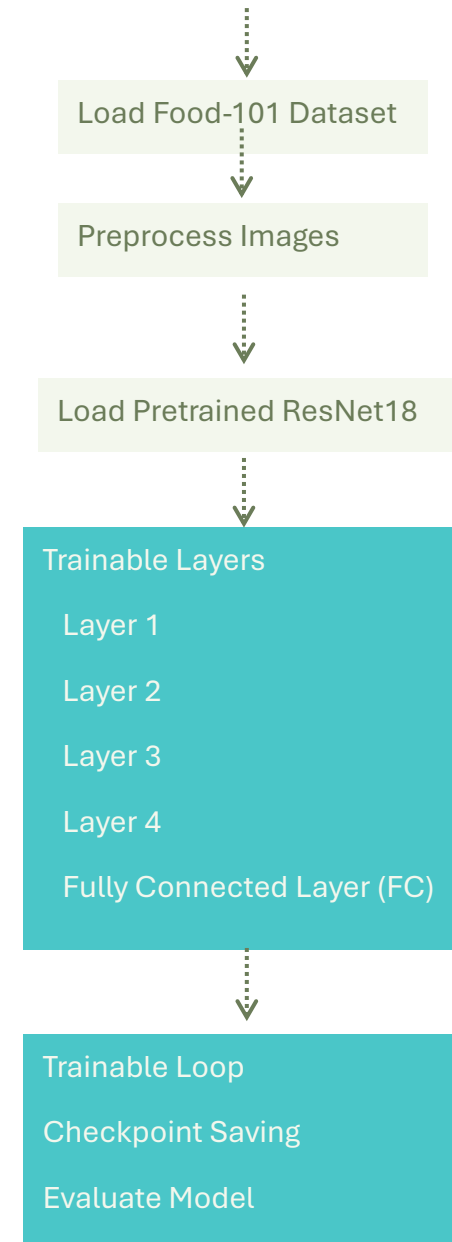 Load Food-101 Dataset
Preprocess Images
Load Pretrained ResNet18
Trainable Layers
Layer 1
Layer 2
Layer 3
Layer 4
Fully Connected Layer (FC)
Trainable Loop
Checkpoint Saving
Evaluate Model